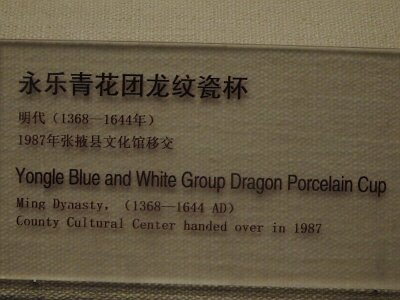 永乐青花团龙纹瓷杯
明代（1368—1644年）
1987年张掖县文化馆移交
Yongle Blue and White Group Dragon Porcelain Cup
Ming Dynasty, （1368—1644 AD）
County Cultural Center handed over in 1987